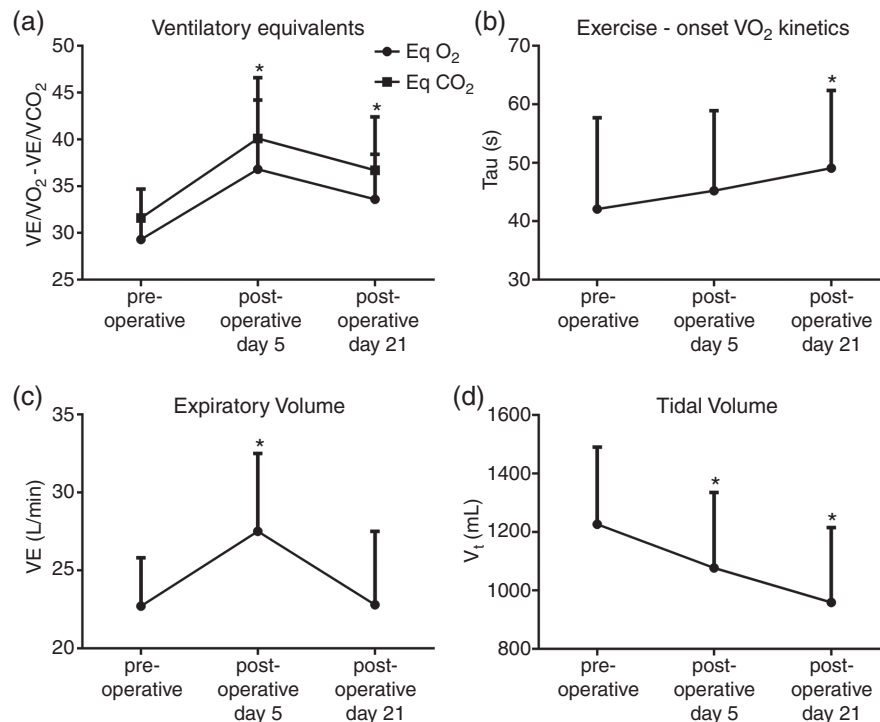 (a)
Ventilatory equivalents
Eq O₂
Eq CO₂
VE/VO₂ - VE/VCO₂
50
45
40
35
30
25
*
*
pre-
operative
post-
operative
day 5
post-
operative
day 21
(b)
Exercise - onset VO₂ kinetics
Tau (s)
70
60
50
40
30
*
pre-
operative
post-
operative
day 5
post-
operative
day 21
(c)
Expiratory Volume
VE (L/min)
35
30
25
20
*
pre-
operative
post-
operative
day 5
post-
operative
day 21
(d)
Tidal Volume
Vₜ (mL)
1600
1400
1200
1000
800
*
*
pre-
operative
post-
operative
day 5
post-
operative
day 21